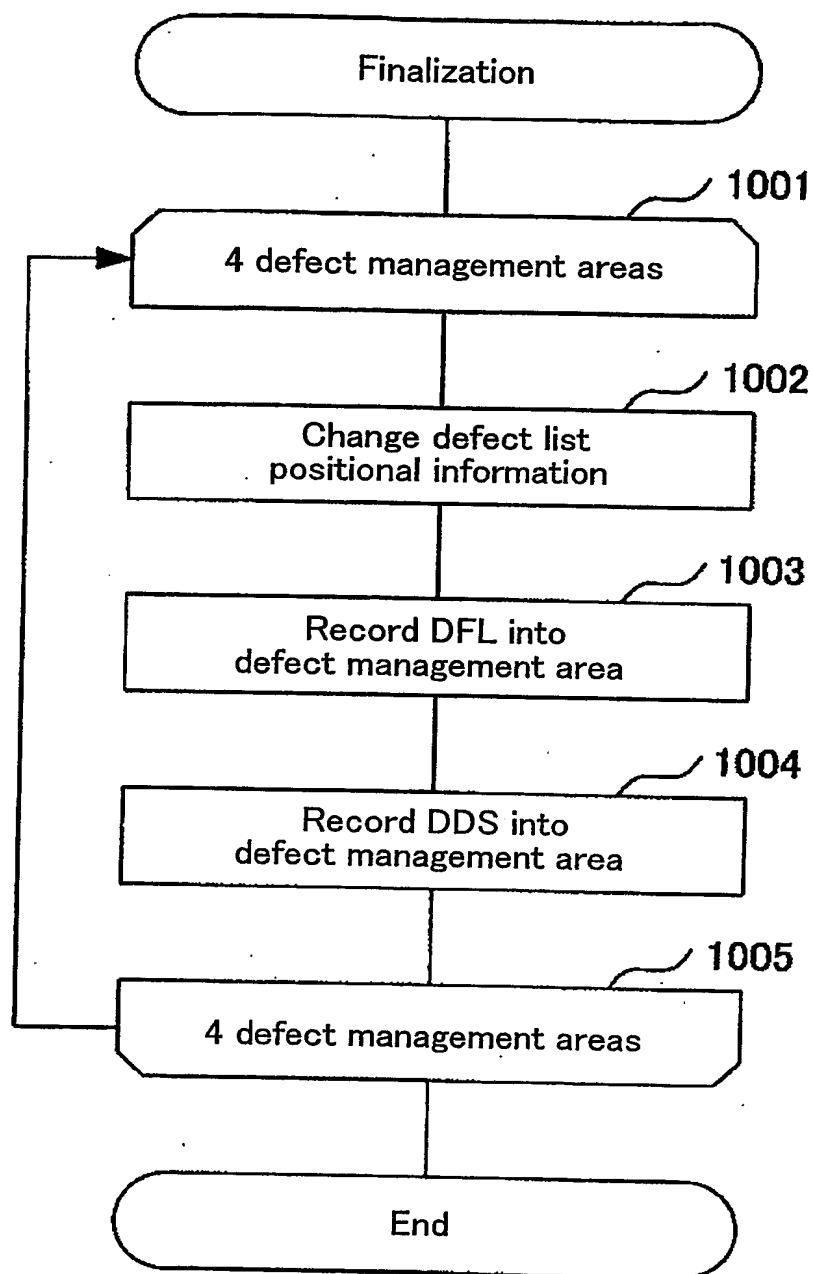 Finalization
1001
4 defect management areas
1002
Change defect list
positional information
1003
Record DFL into
defect management area
1004
Record DDS into
defect management area
1005
4 defect management areas
End